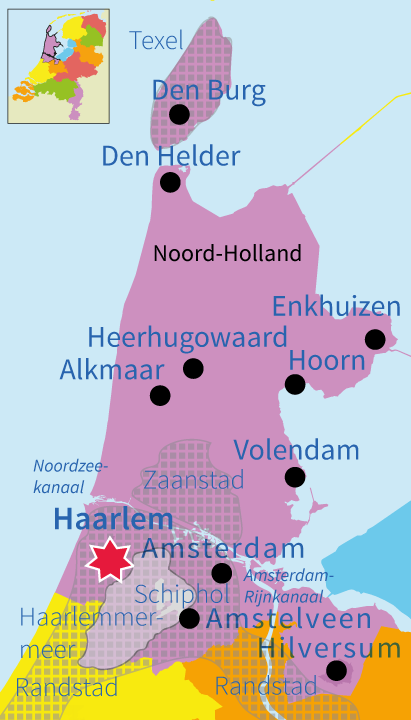 Texel
Den Burg
Den Helder
Noord-Holland
Enkhuizen
Heerhugowaard
Hoorn
Alkmaar
Volendam
Noordzee-
kanaal
Zaanstad
Haarlem
Amsterdam
Amsterdam-
Rijnkanaal
Schiphol
Haarlemmer-
meer
Amstelveen
Hilversum
Randstad
Randstad